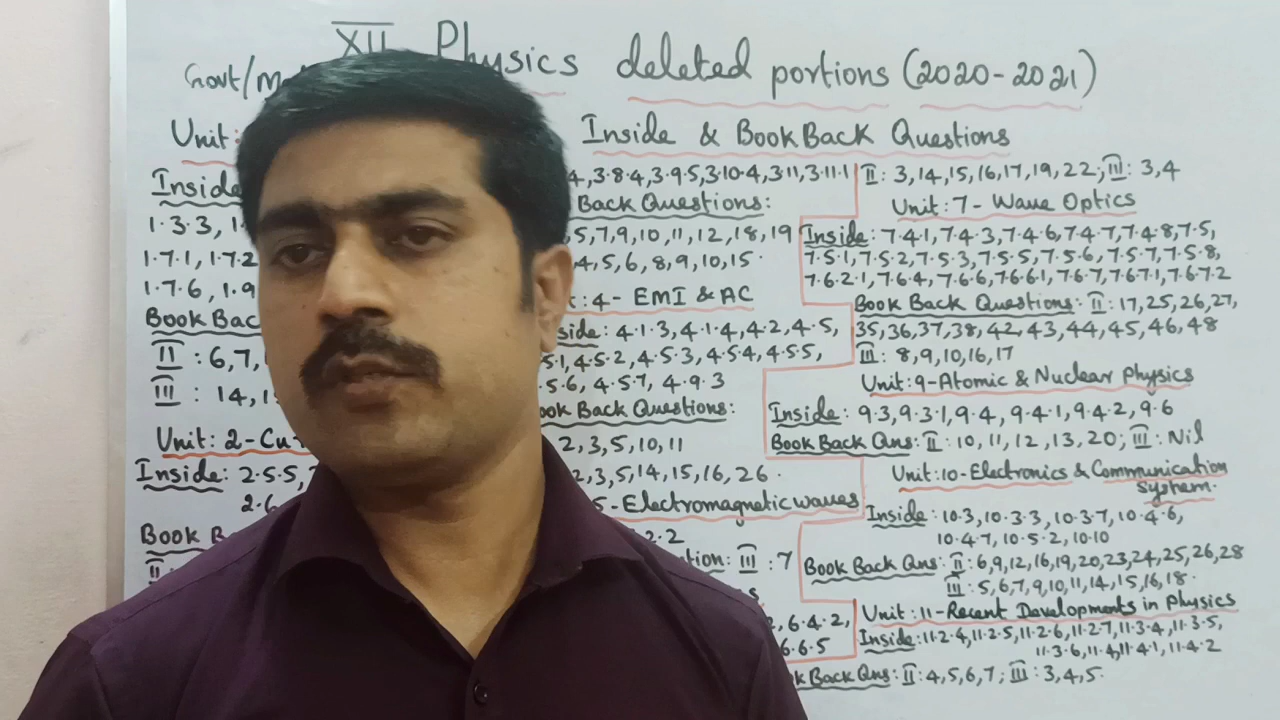 XII Physics deleted portions (2020-2021)
Govt/M
Inside & Book Back Questions
Unit:
Inside
1.3.3, 1.
1.7.1, 1.7.2
1.7.6, 1.9
Book Bac
II : 6,7,
III : 14,
Unit: 2-Cu
Inside: 2.5.5,
2.6
Book B
II
4, 3.8.4, 3.9.5, 3.10.4, 3.11, 3.11.1
Back Questions:
,5,7,9,10,11,12,18,19
,4,5,6,8,9,10,15.
: 4- EMI & AC
side: 4.1.3, 4.1.4, 4.2, 4.5,
5.1, 4.5.2, 4.5.3, 4.5.4, 4.5.5,
.5.6, 4.5.7, 4.9.3
ook Back Questions:
2,3,5,10,11
2,3,5,14,15,16,26.
5- Electromagnetic waves
2.2
tion: III : 7
s
2, 6.4.2,
6.6.5
II : 3,14,15,16,17,19,22; III : 3,4
Unit: 7- Wave Optics
Inside: 7.4.1, 7.4.3, 7.4.6, 7.4.7, 7.4.8, 7.5,
7.5.1, 7.5.2, 7.5.3, 7.5.5, 7.5.6, 7.5.7, 7.5.8,
7.6.2.1, 7.6.4, 7.6.6, 7.6.6.1, 7.6.7, 7.6.7.1, 7.6.7.2
Book Back Questions: II : 17,25,26,27,
35,36,37,38,42,43,44,45,46,48
III : 8,9,10,16,17
Unit: 9-Atomic & Nuclear Physics
Inside: 9.3, 9.3.1, 9.4, 9.4.1, 9.4.2, 9.6
Book Back Qns: II : 10,11,12,13,20; III : Nil
Unit: 10-Electronics & Communication
system.
Inside: 10.3, 10.3.3, 10.3.7, 10.4.6,
10.4.7, 10.5.2, 10.10
Book Back Qns: II : 6,9,12,16,19,20,23,24,25,26,28
III : 5,6,7,9,10,11,14,15,16,18.
Unit: 11-Recent Developments in Physics
Inside: 11.2.4, 11.2.5, 11.2.6, 11.2.7, 11.3.4, 11.3.5,
11.3.6, 11.4, 11.4.1, 11.4.2
k Back Qns: II : 4,5,6,7; III : 3,4,5.